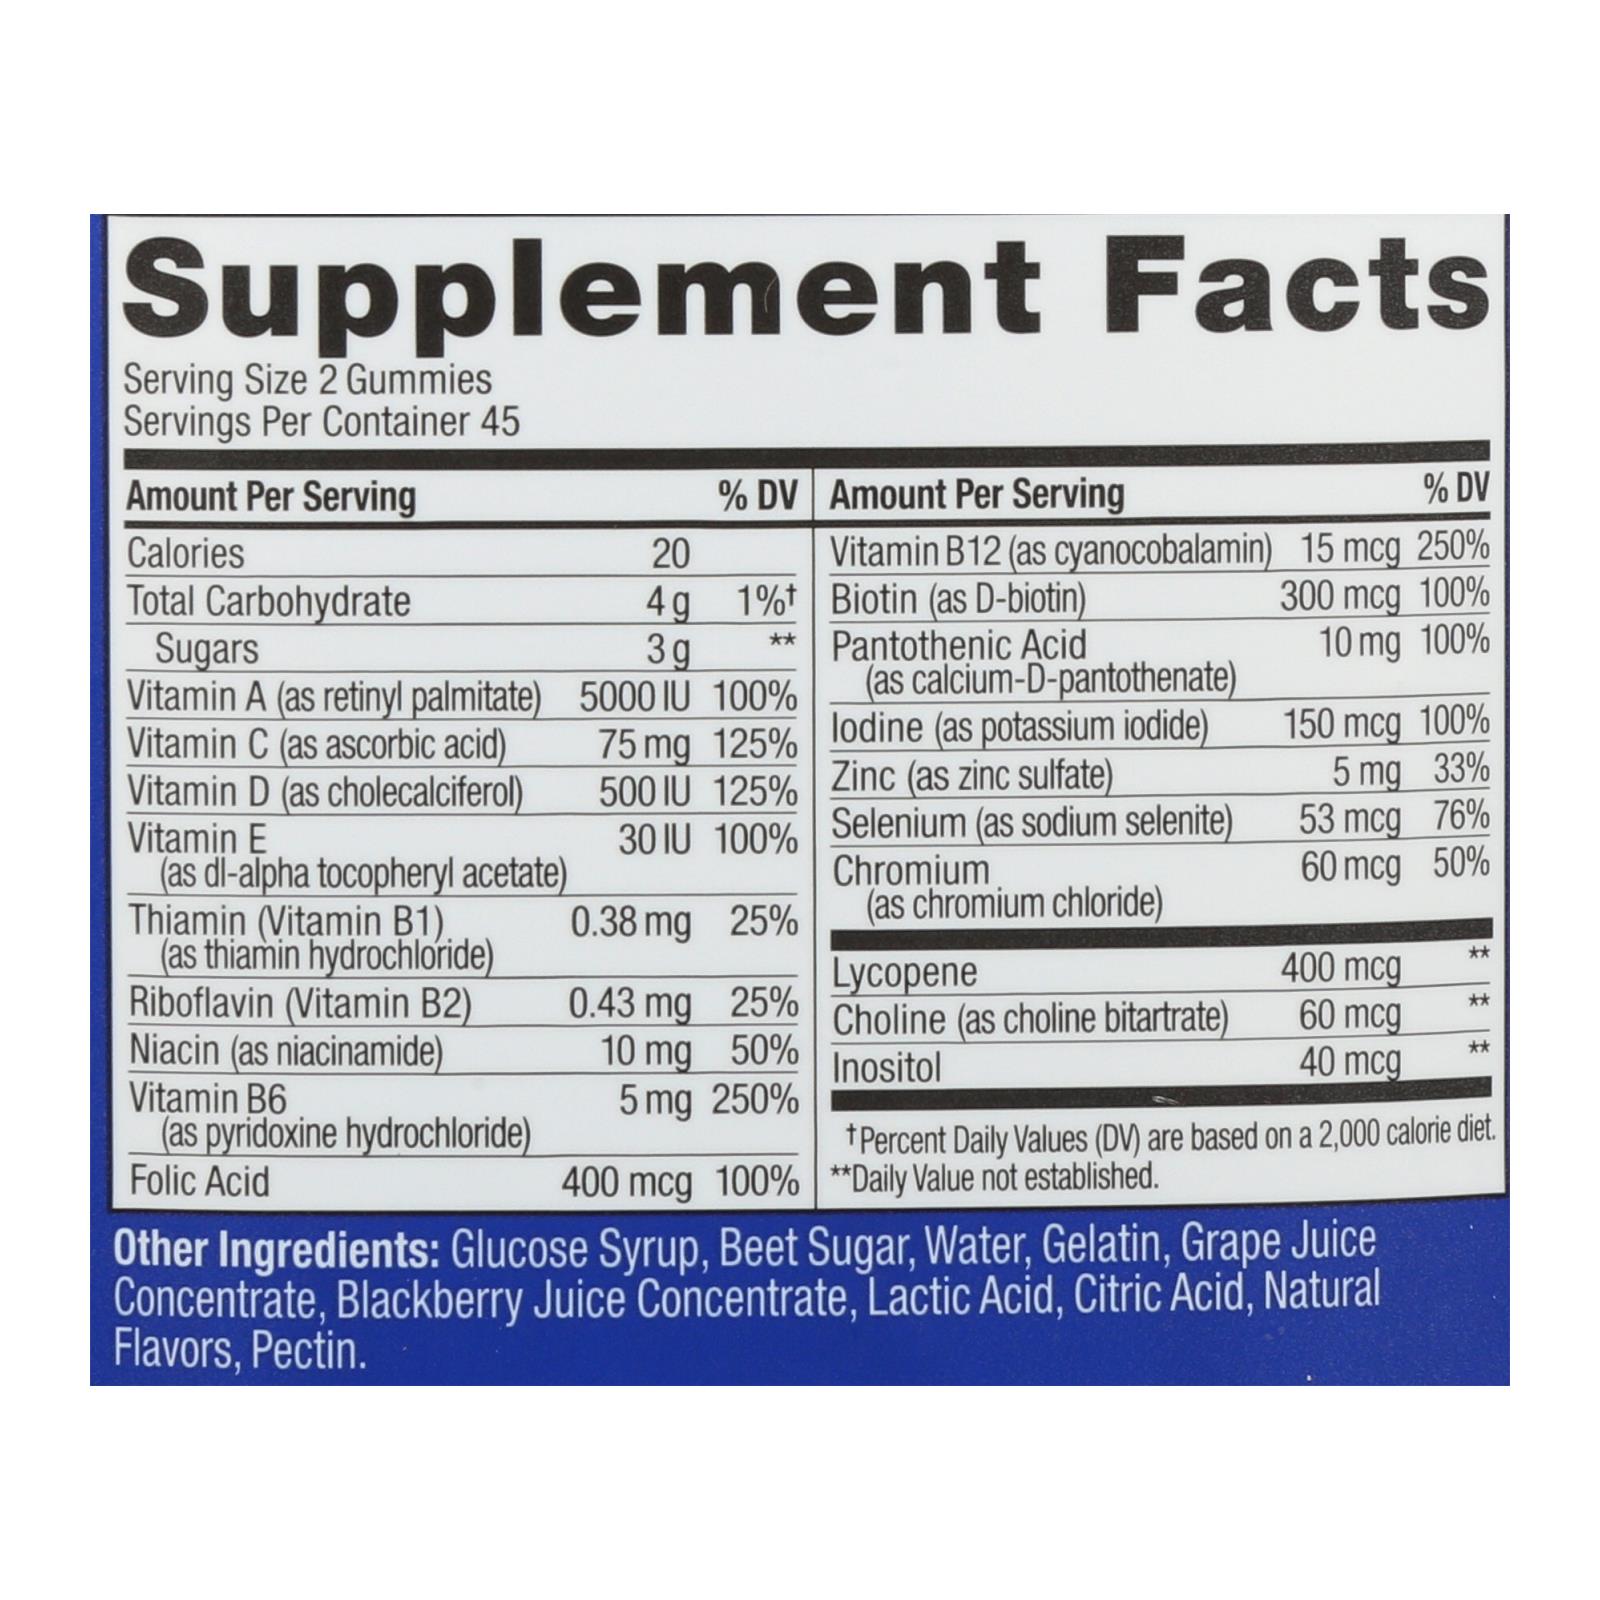 Supplement Facts
Serving Size 2 Gummies
Servings Per Container 45
Amount Per Serving % DV
Calories 20
Total Carbohydrate 4 g 1%†
Sugars 3 g **
Vitamin A (as retinyl palmitate) 5000 IU 100%
Vitamin C (as ascorbic acid) 75 mg 125%
Vitamin D (as cholecalciferol) 500 IU 125%
Vitamin E 30 IU 100%
(as dl-alpha tocopheryl acetate)
Thiamin (Vitamin B1) 0.38 mg 25%
(as thiamin hydrochloride)
Riboflavin (Vitamin B2) 0.43 mg 25%
Niacin (as niacinamide) 10 mg 50%
Vitamin B6 5 mg 250%
(as pyridoxine hydrochloride)
Folic Acid 400 mcg 100%
Amount Per Serving % DV
Vitamin B12 (as cyanocobalamin) 15 mcg 250%
Biotin (as D-biotin) 300 mcg 100%
Pantothenic Acid 10 mg 100%
(as calcium-D-pantothenate)
Iodine (as potassium iodide) 150 mcg 100%
Zinc (as zinc sulfate) 5 mg 33%
Selenium (as sodium selenite) 53 mcg 76%
Chromium 60 mcg 50%
(as chromium chloride)
Lycopene 400 mcg **
Choline (as choline bitartrate) 60 mcg **
Inositol 40 mcg **
†Percent Daily Values (DV) are based on a 2,000 calorie diet.
**Daily Value not established.
Other Ingredients: Glucose Syrup, Beet Sugar, Water, Gelatin, Grape Juice
Concentrate, Blackberry Juice Concentrate, Lactic Acid, Citric Acid, Natural
Flavors, Pectin.